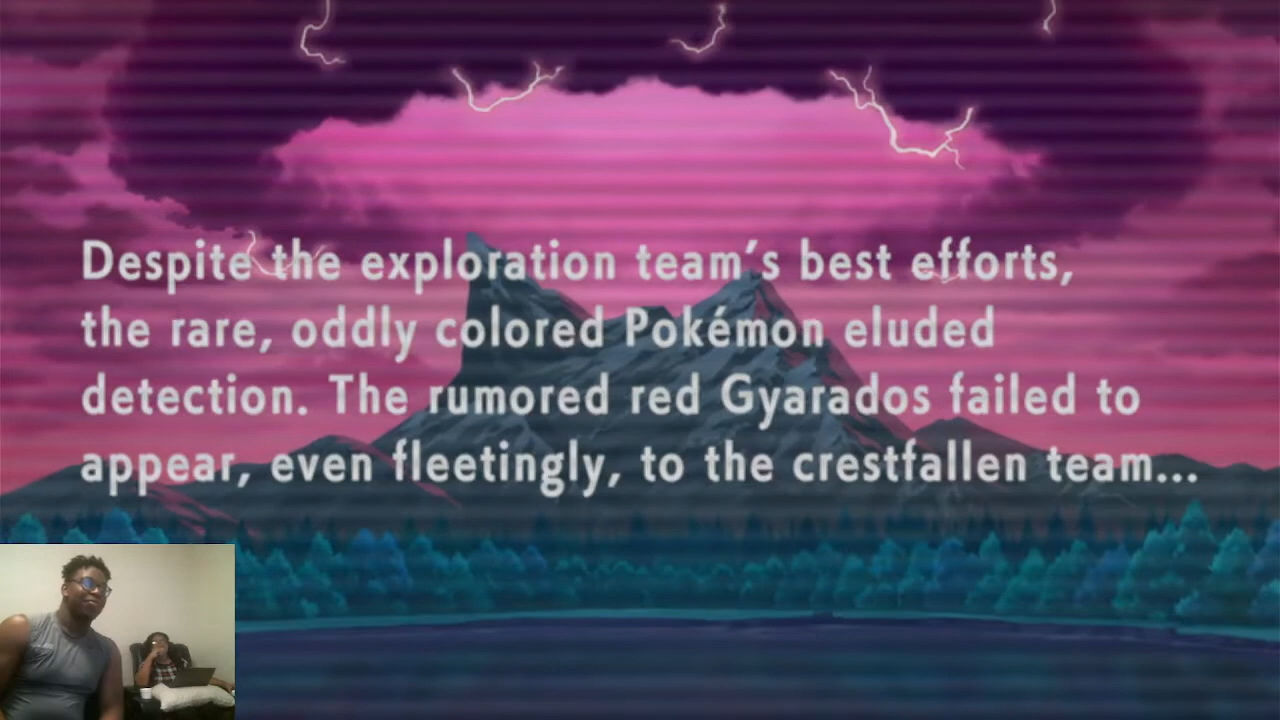 Despite the exploration team’s best efforts,
the rare, oddly colored Pokémon eluded
detection. The rumored red Gyarados failed to
appear, even fleetingly, to the crestfallen team...